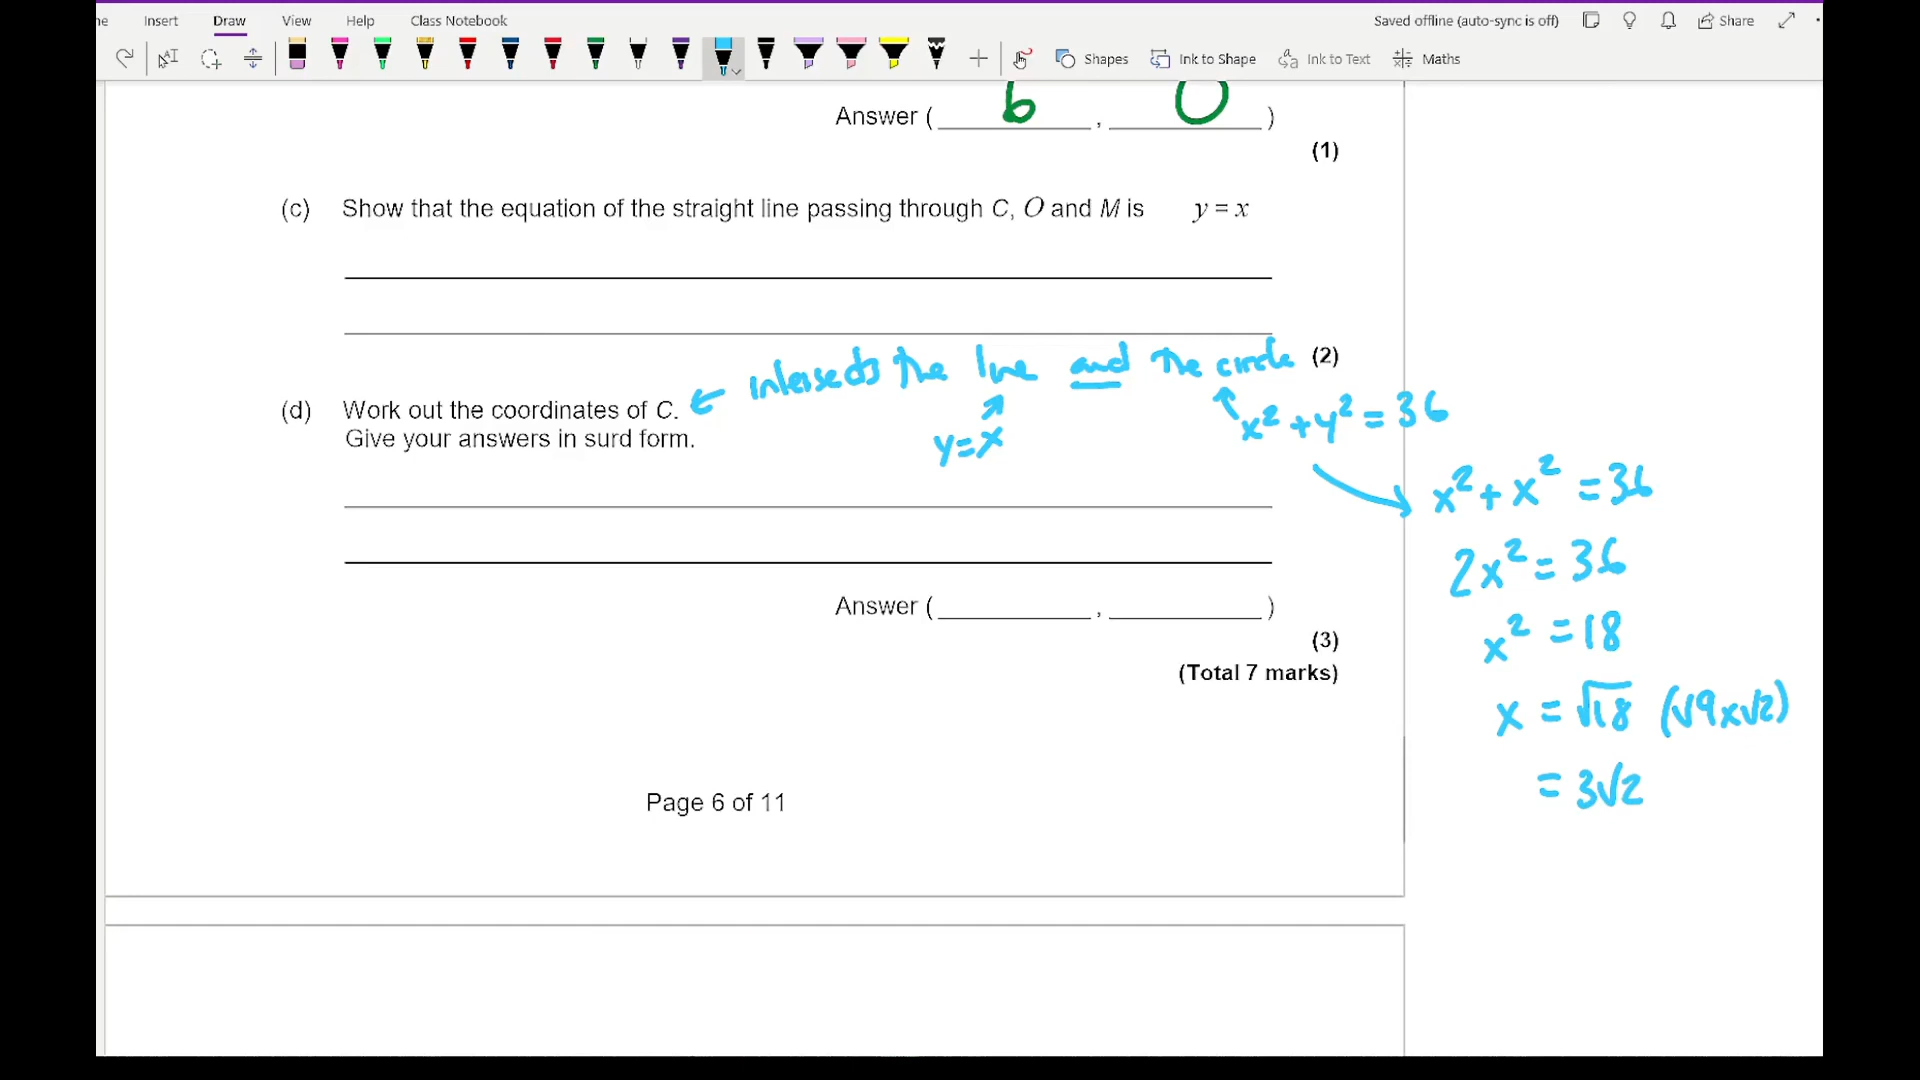 Insert Draw View Help Class Notebook Saved offline (auto-sync is off) Share
Shapes Ink to Shape Ink to Text Maths
6 0
Answer ( , )
(1)
(c) Show that the equation of the straight line passing through C, O and M is y = x
(2)
intersects the line and the circle
(d) Work out the coordinates of C.
Give your answers in surd form.
y=x
x² + y² = 36
x² + x² = 36
2x² = 36
x² = 18
x = √18 (√9x√2)
= 3√2
Answer ( , )
(3)
(Total 7 marks)
Page 6 of 11